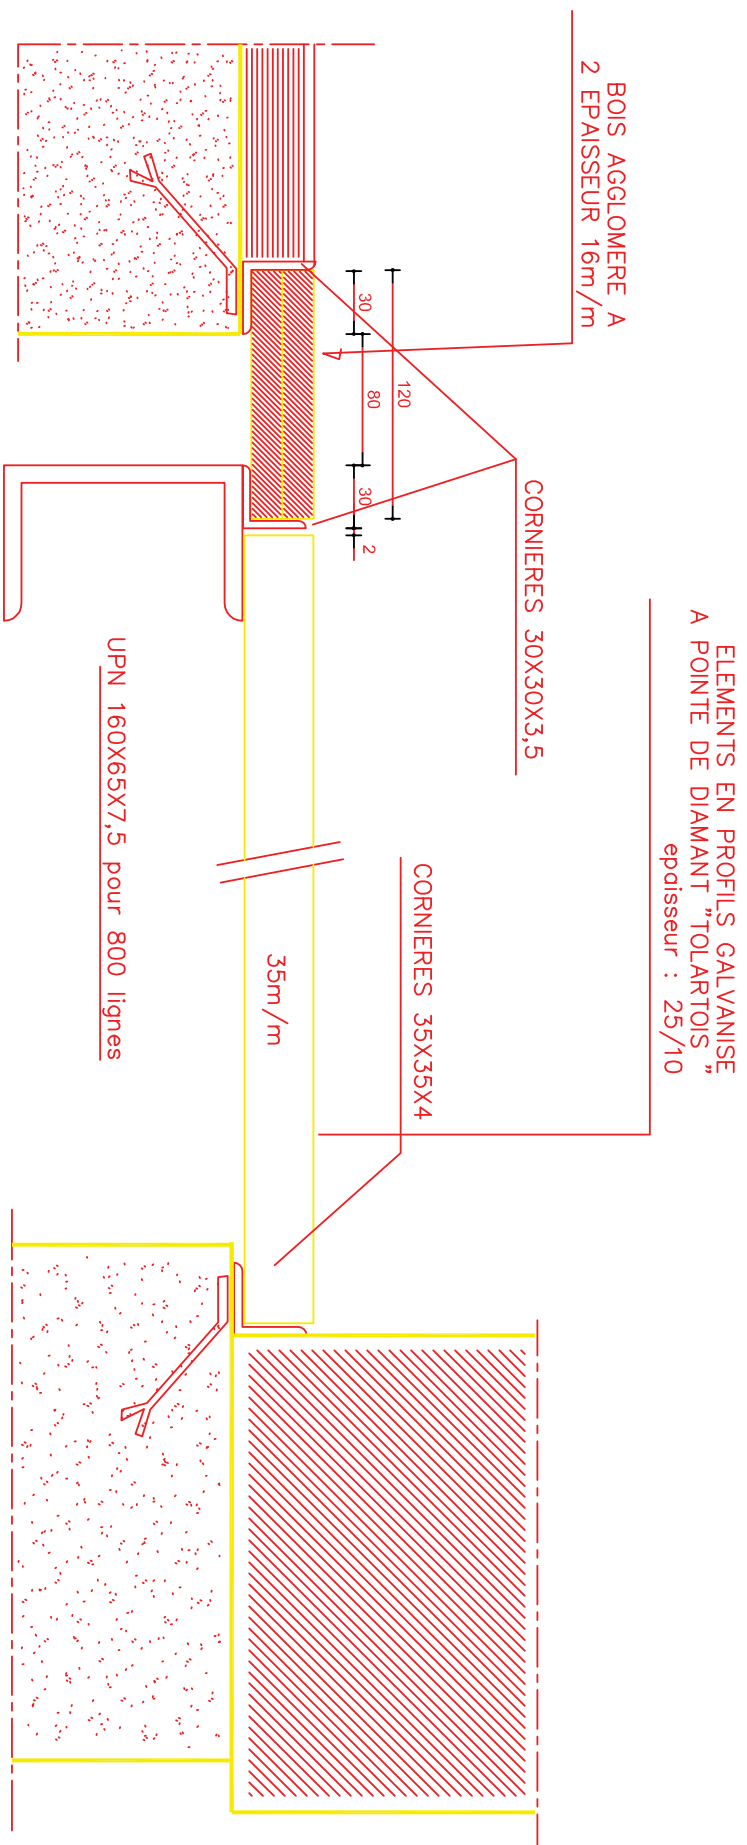 BOIS AGGLOMERE A
2 EPAISSEUR 16m/m
30
80
120
30
2
CORNIERES 30X30X3,5
ELEMENTS EN PROFILS GALVANISE
A POINTE DE DIAMANT "TOLARTOIS "
epaisseur : 25/10
CORNIERES 35X35X4
35m/m
UPN 160X65X7,5 pour 800 lignes